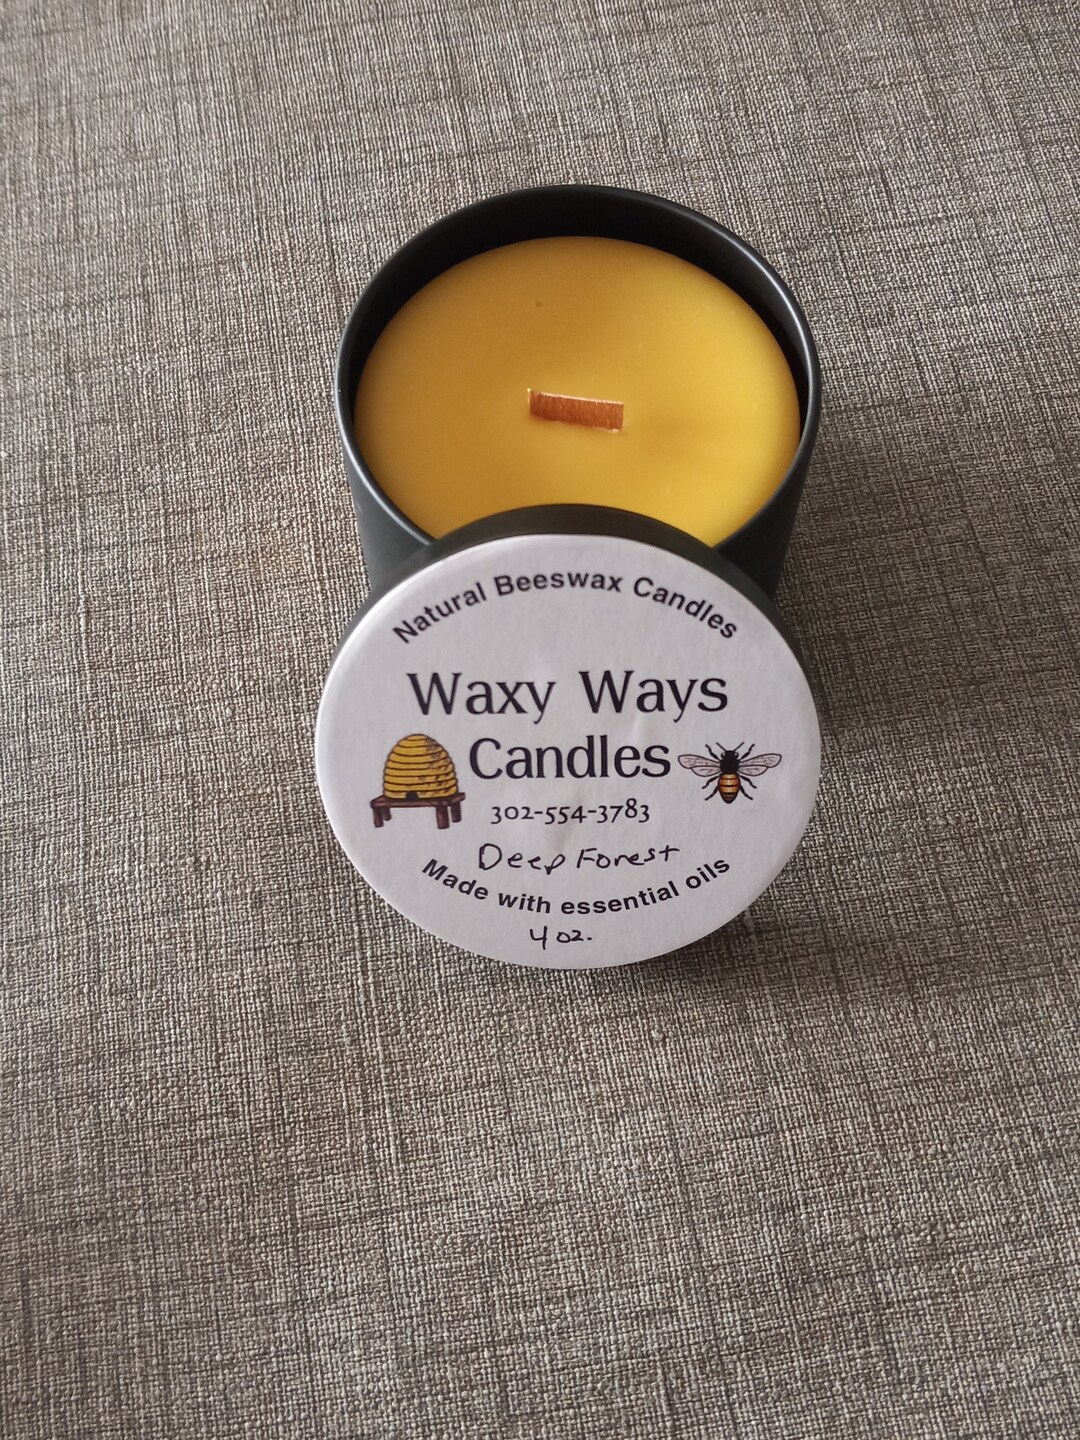 Natural Beeswax Candles
Waxy Ways
Candles
302-554-3783
Deep Forest
Made with essential oils
4 oz.